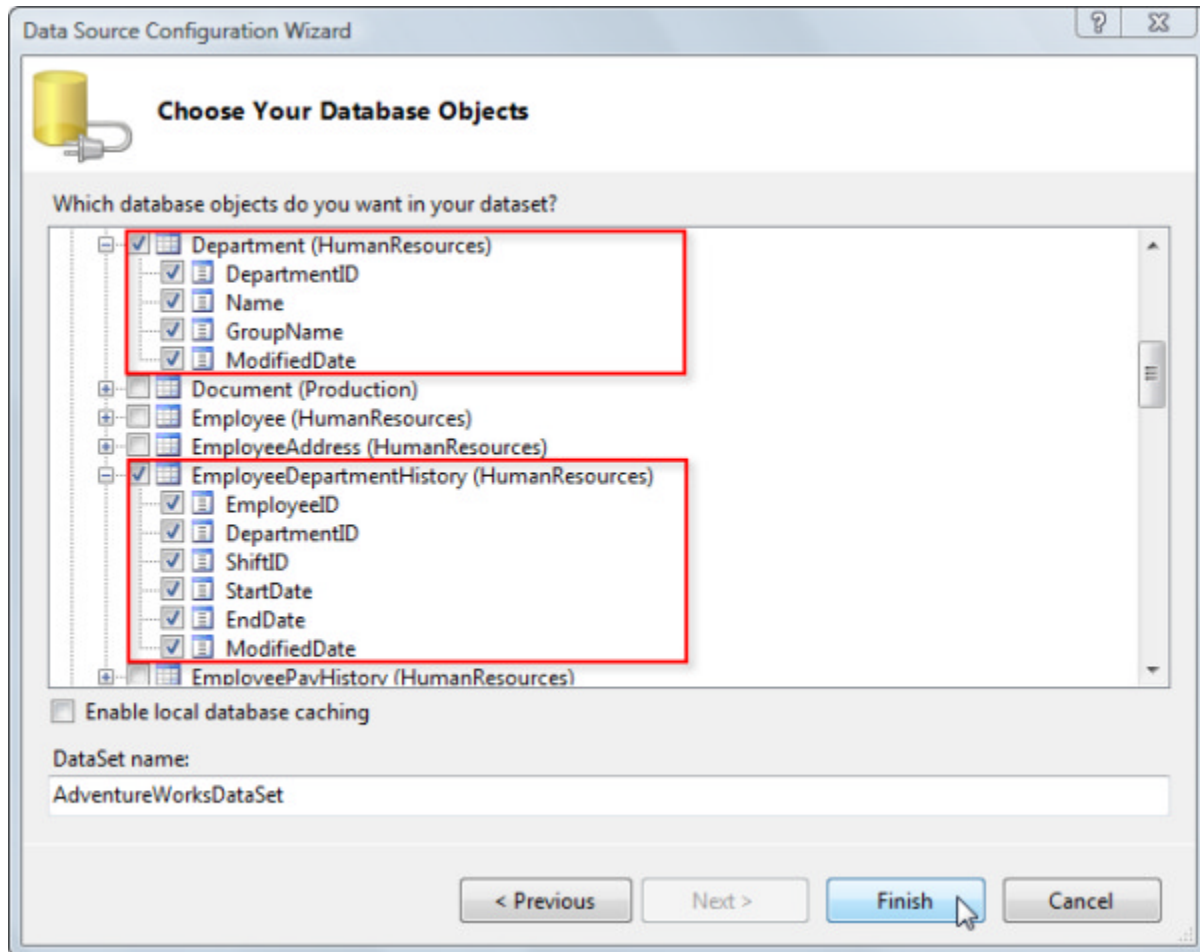 Data Source Configuration Wizard
Choose Your Database Objects
Which database objects do you want in your dataset?
Department (HumanResources)
DepartmentID
Name
GroupName
ModifiedDate
Document (Production)
Employee (HumanResources)
EmployeeAddress (HumanResources)
EmployeeDepartmentHistory (HumanResources)
EmployeeID
DepartmentID
ShiftID
StartDate
EndDate
ModifiedDate
EmployeePayHistory (HumanResources)
Enable local database caching
DataSet name:
AdventureWorksDataSet
< Previous Next > Finish Cancel